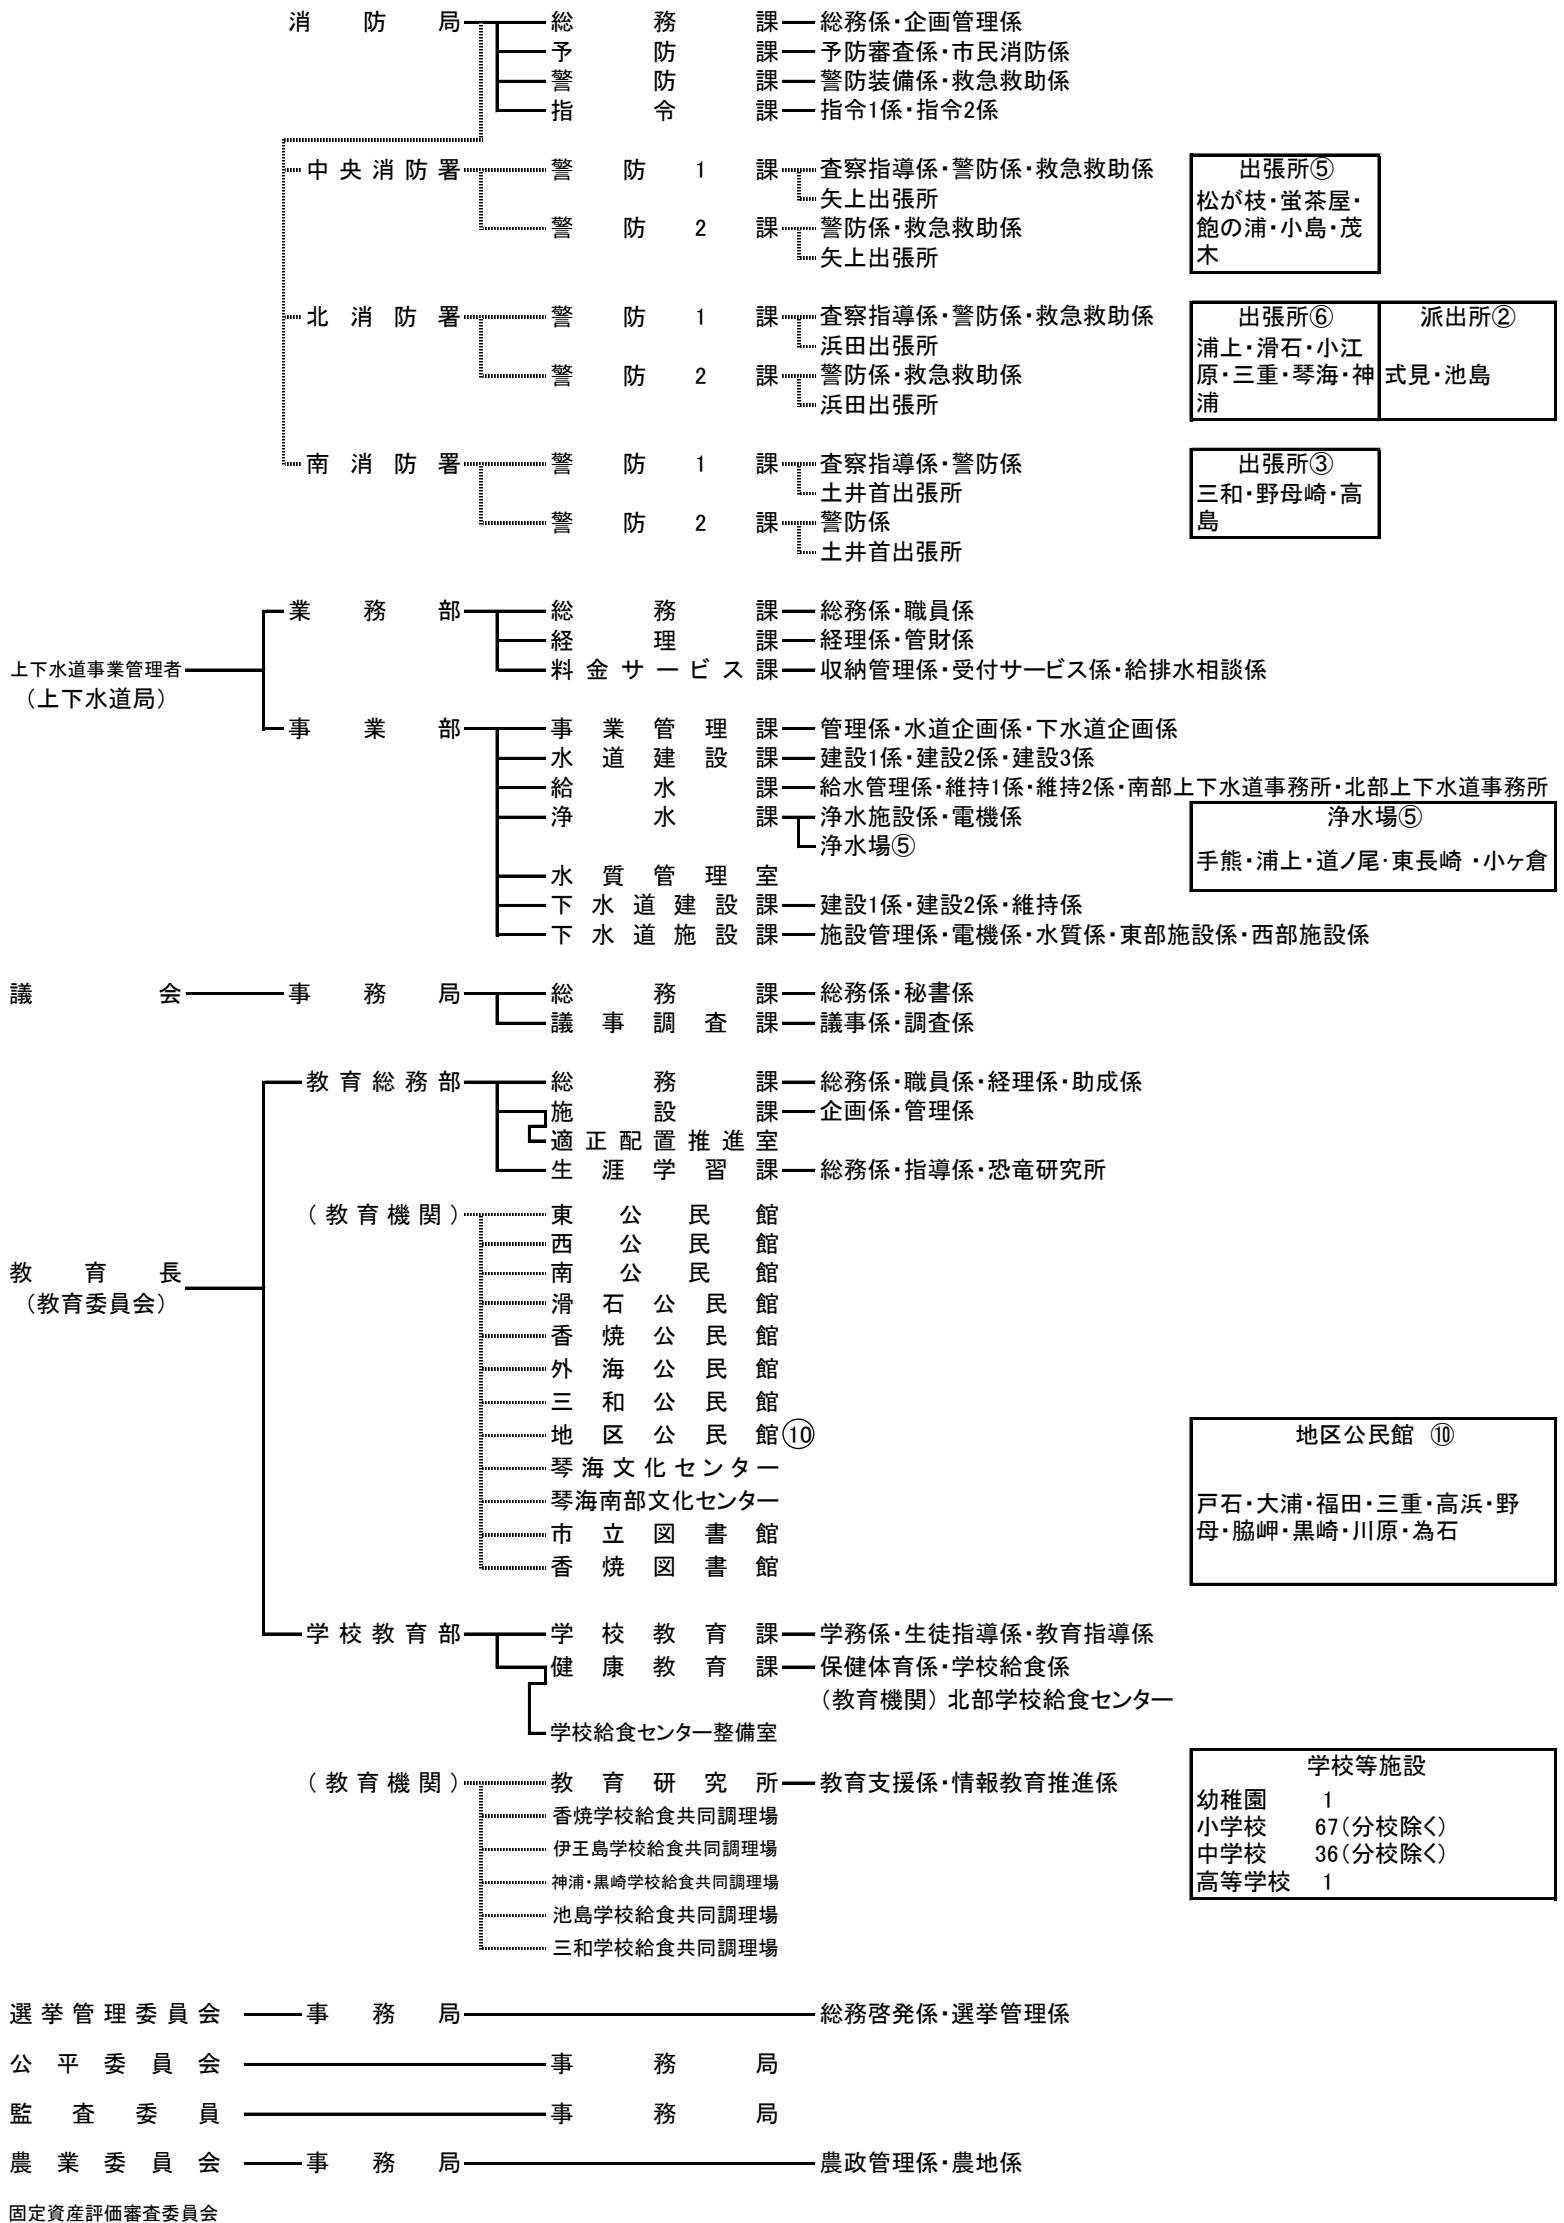 消防局 総務課 総務係・企画管理係
予防課 予防審査係・市民消防係
警防課 警防装備係・救急救助係
指令課 指令1係・指令2係
中央消防署 警防1課 査察指導係・警防係・救急救助係
矢上出張所
警防2課 警防係・救急救助係
矢上出張所
出張所⑤
松が枝・蛍茶屋・
飽の浦・小島・茂
木
北消防署 警防1課 査察指導係・警防係・救急救助係
浜田出張所
警防2課 警防係・救急救助係
浜田出張所
出張所⑥
浦上・滑石・小江
原・三重・琴海・神
浦
派出所②
式見・池島
南消防署 警防1課 査察指導係・警防係
土井首出張所
警防2課 警防係
土井首出張所
出張所③
三和・野母崎・高
島
上下水道事業管理者
（上下水道局）
業務部 総務課 総務係・職員係
経理課 経理係・管財係
料金サービス課 収納管理係・受付サービス係・給排水相談係
事業部 事業管理課 管理係・水道企画係・下水道企画係
水道建設課 建設1係・建設2係・建設3係
給水課 給水管理係・維持1係・維持2係・南部上下水道事務所・北部上下水道事務所
浄水課 浄水施設係・電機係
浄水場⑤
浄水場⑤
手熊・浦上・道ノ尾・東長崎・小ヶ倉
水質管理室
下水道建設課 建設1係・建設2係・維持係
下水道施設課 施設管理係・電機係・水質係・東部施設係・西部施設係
議会 事務局 総務課 総務係・秘書係
議事調査課 議事係・調査係
教育長
（教育委員会）
教育総務部 総務課 総務係・職員係・経理係・助成係
施設課 企画係・管理係
適正配置推進室
生涯学習課 総務係・指導係・恐竜研究所
（教育機関） 東公民館
西公民館
南公民館
滑石公民館
香焼公民館
外海公民館
三和公民館
地区公民館⑩
琴海文化センター
琴海南部文化センター
市立図書館
香焼図書館
地区公民館 ⑩
戸石・大浦・福田・三重・高浜・野
母・脇岬・黒崎・川原・為石
学校教育部 学校教育課 学務係・生徒指導係・教育指導係
健康教育課 保健体育係・学校給食係
（教育機関）北部学校給食センター
学校給食センター整備室
（教育機関） 教育研究所 教育支援係・情報教育推進係
香焼学校給食共同調理場
伊王島学校給食共同調理場
神浦・黒崎学校給食共同調理場
池島学校給食共同調理場
三和学校給食共同調理場
学校等施設
幼稚園 1
小学校 67（分校除く）
中学校 36（分校除く）
高等学校 1
選挙管理委員会 事務局 総務啓発係・選挙管理係
公平委員会 事務局
監査委員 事務局
農業委員会 事務局 農政管理係・農地係
固定資産評価審査委員会